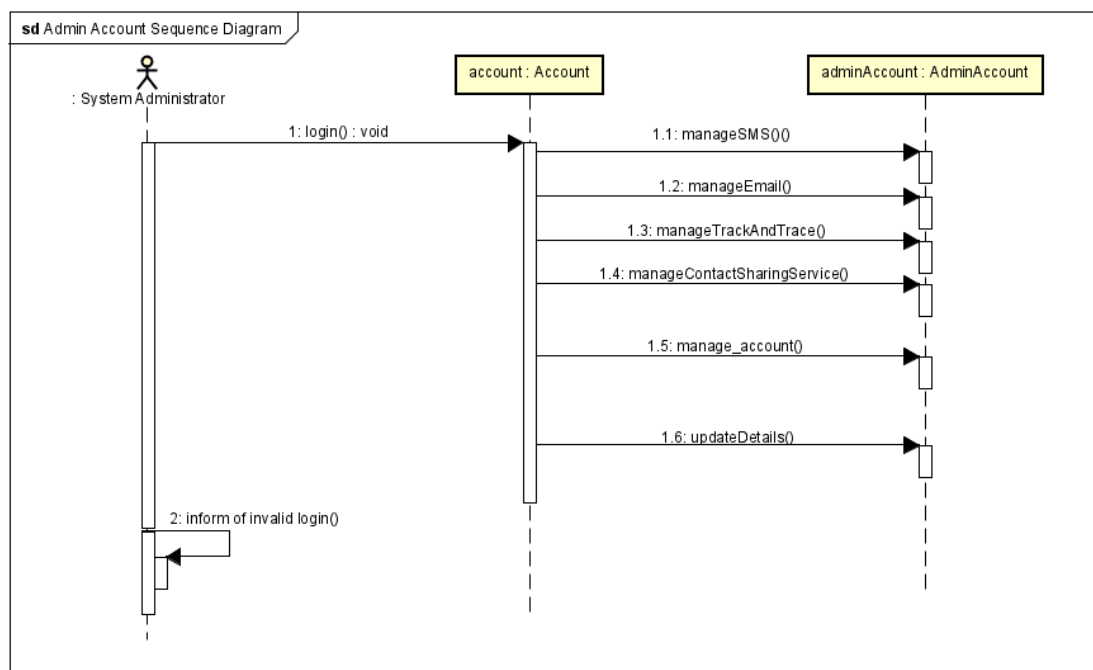 sd Admin Account Sequence Diagram
: System Administrator
account : Account
adminAccount : AdminAccount
1: login() : void
1.1: manageSMS()()
1.2: manageEmail()
1.3: manageTrackAndTrace()
1.4: manageContactSharingService()
1.5: manage_account()
1.6: updateDetails()
2: inform of invalid login()